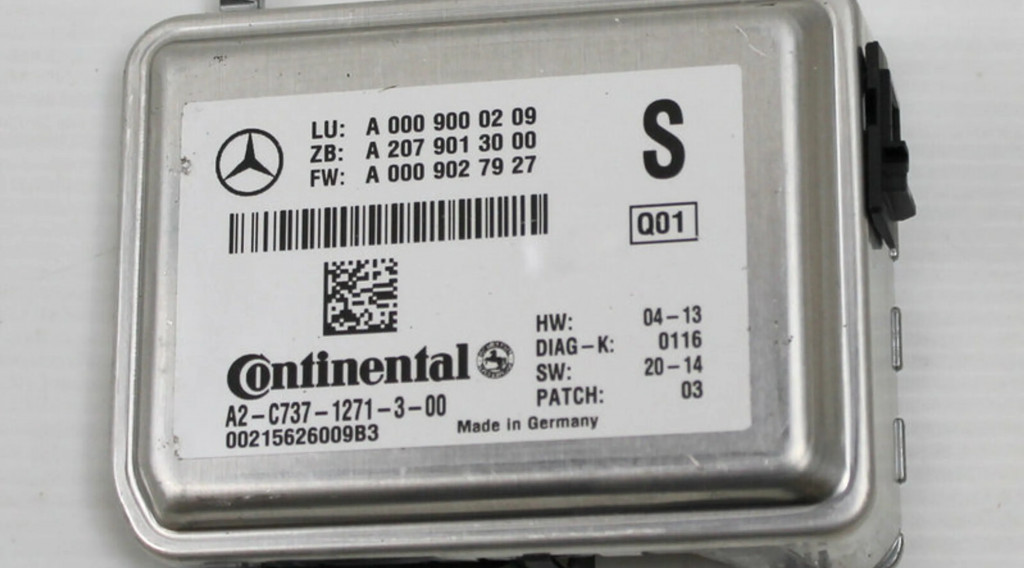 LU: A 000 900 02 09
ZB: A 207 901 30 00
FW: A 000 902 79 27
S
Q01
HW: 04-13
DIAG-K: 0116
SW: 20-14
PATCH: 03
Continental
A2-C737-1271-3-00
00215626009B3
Made in Germany